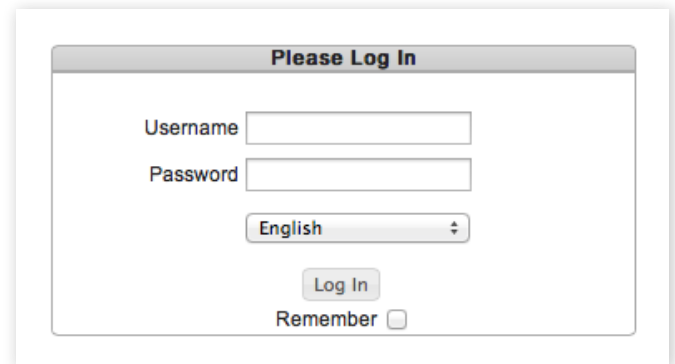 Please Log In
Username
Password
English
Log In
Remember